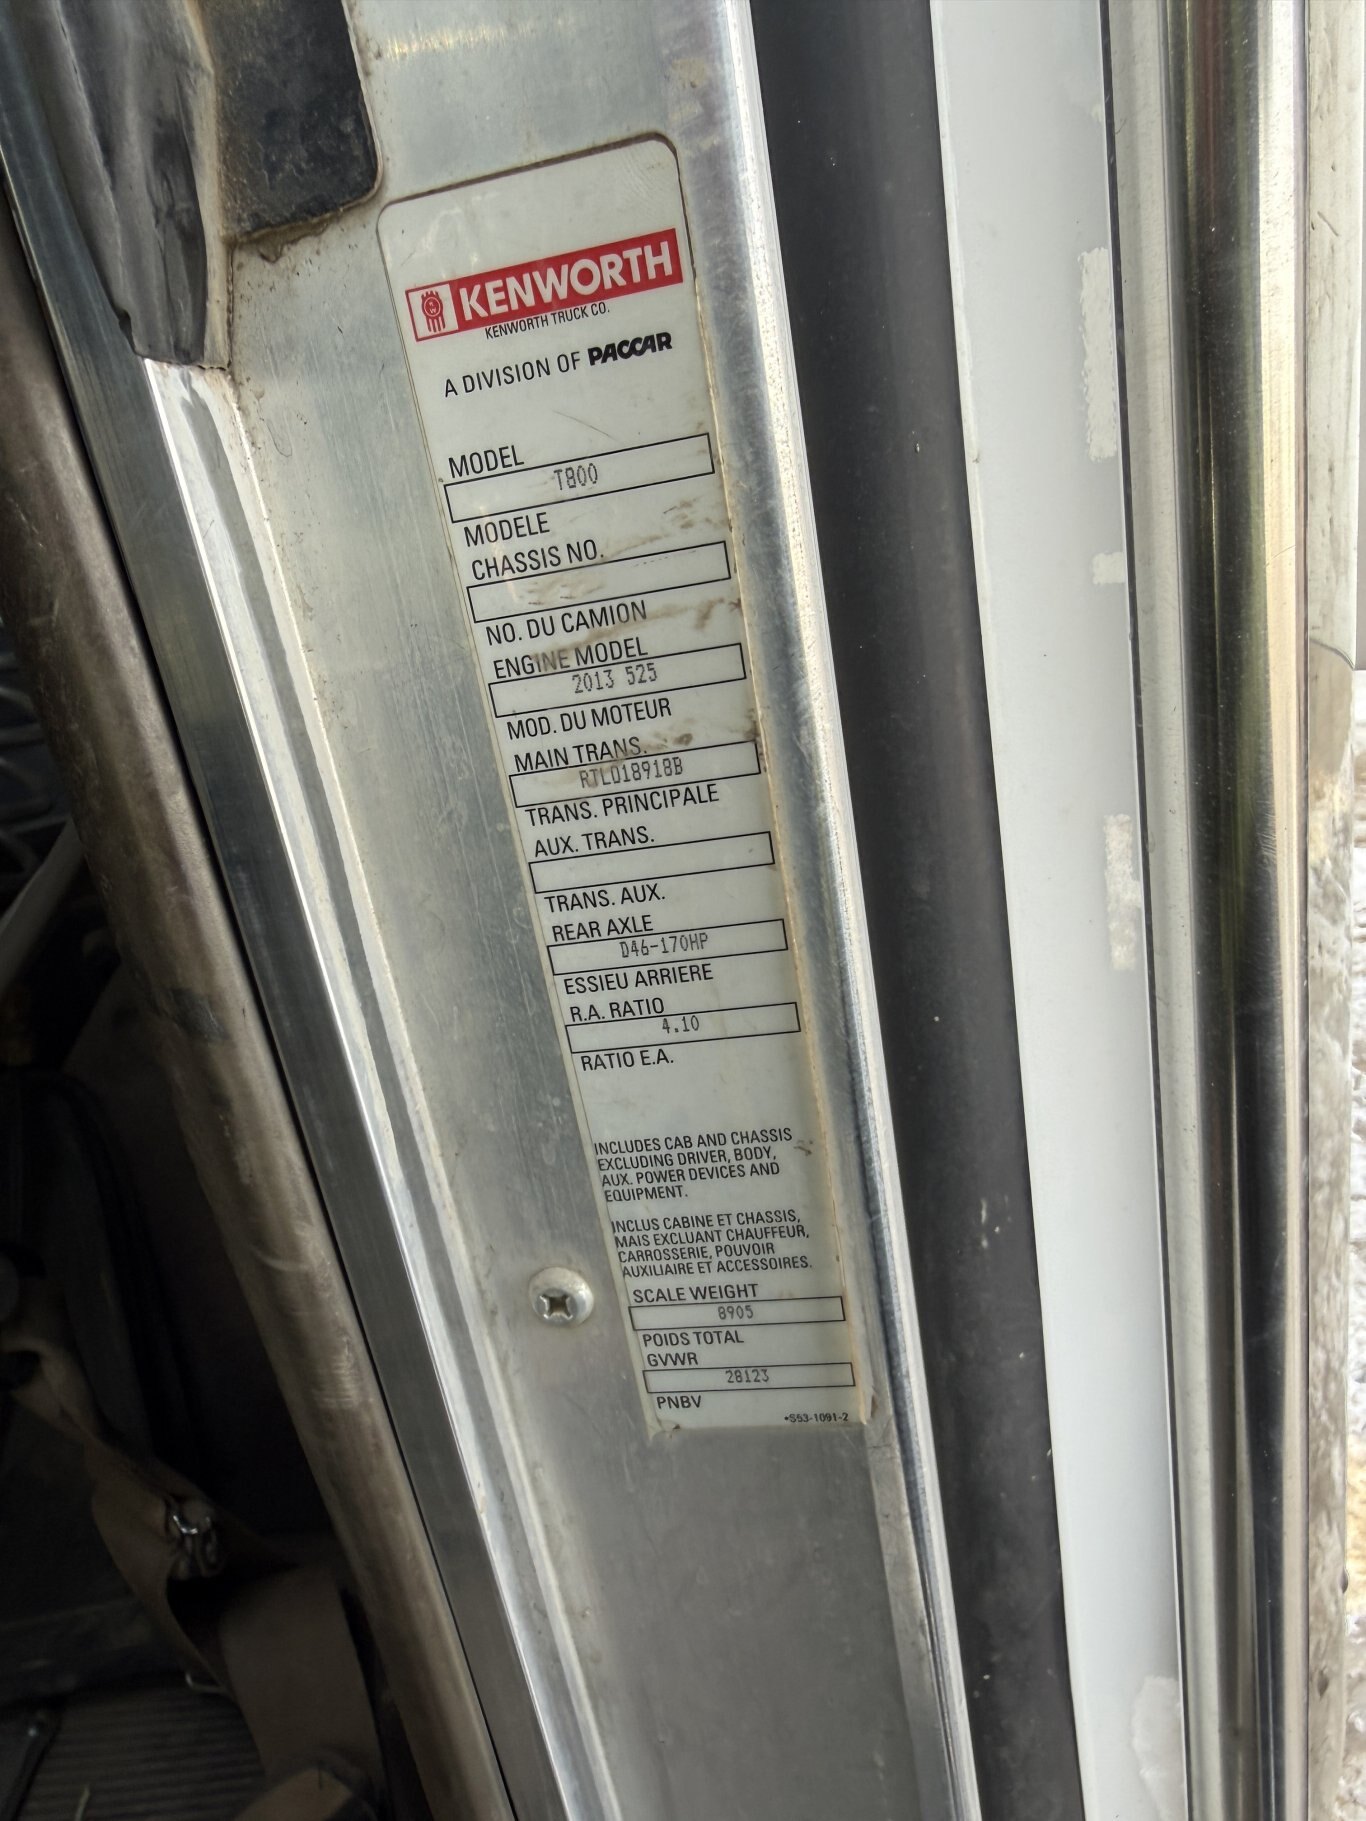 KENWORTH
KENWORTH TRUCK CO.
A DIVISION OF PACCAR
MODEL
T800
MODELE
CHASSIS NO.
NO. DU CAMION
ENGINE MODEL
2013 525
MOD. DU MOTEUR
MAIN TRANS.
RTLO18918B
TRANS. PRINCIPALE
AUX. TRANS.
TRANS. AUX.
REAR AXLE
D46-170HP
ESSIEU ARRIERE
R.A. RATIO
4.10
RATIO E.A.
INCLUDES CAB AND CHASSIS
EXCLUDING DRIVER, BODY,
AUX. POWER DEVICES AND
EQUIPMENT.
INCLUS CABINE ET CHASSIS,
MAIS EXCLUANT CHAUFFEUR,
CARROSSERIE, POUVOIR
AUXILIAIRE ET ACCESSOIRES.
SCALE WEIGHT
8905
POIDS TOTAL
GVWR
28123
PNBV
*S53-1091-2